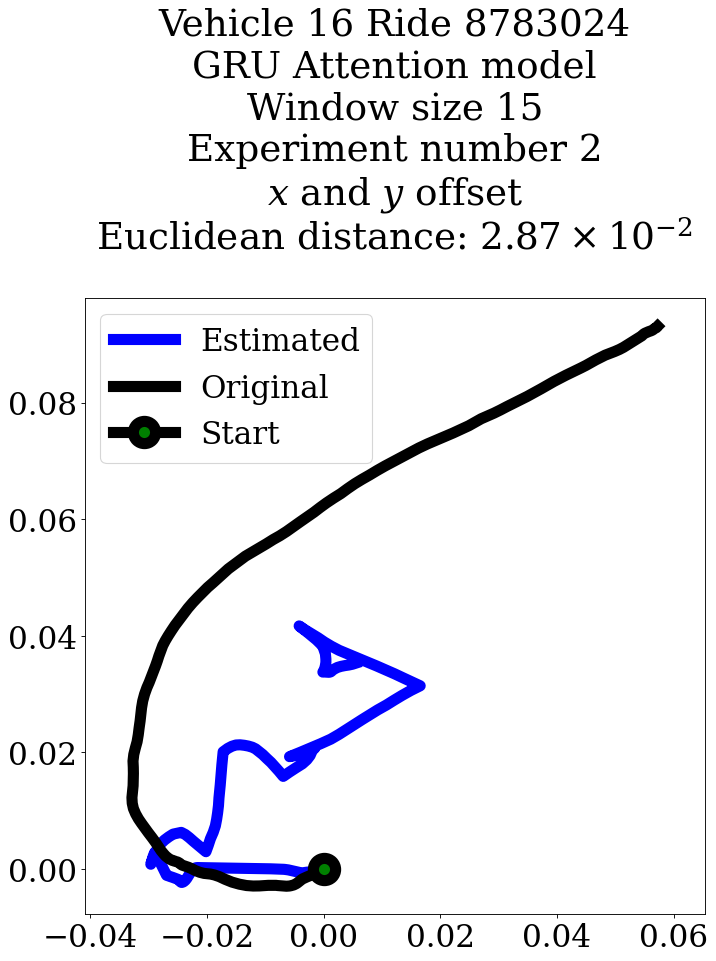 Vehicle 16 Ride 8783024
GRU Attention model
Window size 15
Experiment number 2
x and y offset
Euclidean distance: 2.87 × 10⁻²
Estimated
Original
Start
0.08
0.06
0.04
0.02
0.00
−0.04 −0.02 0.00 0.02 0.04 0.06